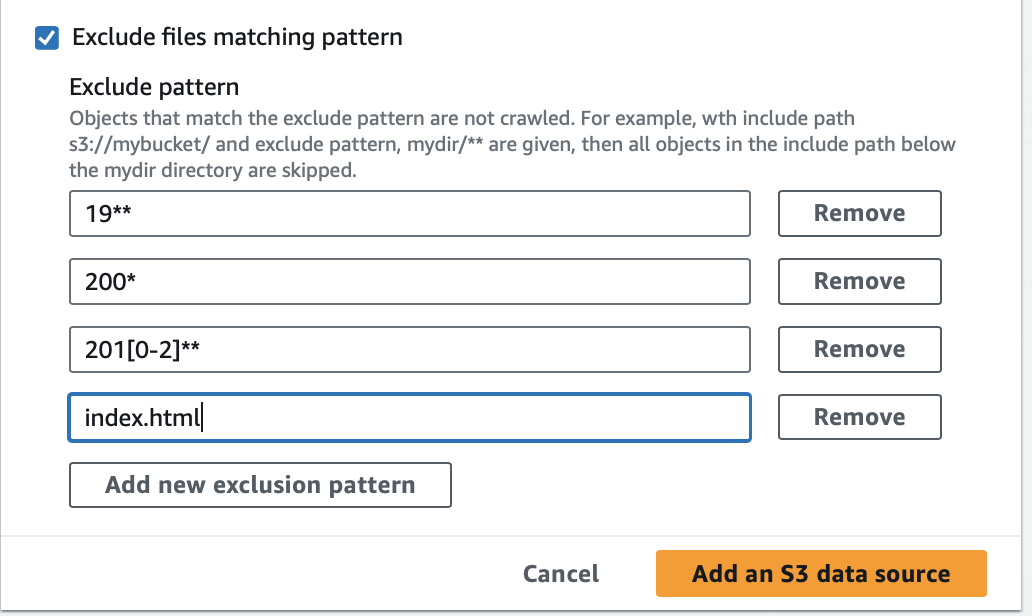 Exclude files matching pattern
Exclude pattern
Objects that match the exclude pattern are not crawled. For example, wth include path
s3://mybucket/ and exclude pattern, mydir/** are given, then all objects in the include path below
the mydir directory are skipped.
19**
Remove
200*
Remove
201[0-2]**
Remove
index.html
Remove
Add new exclusion pattern
Cancel
Add an S3 data source